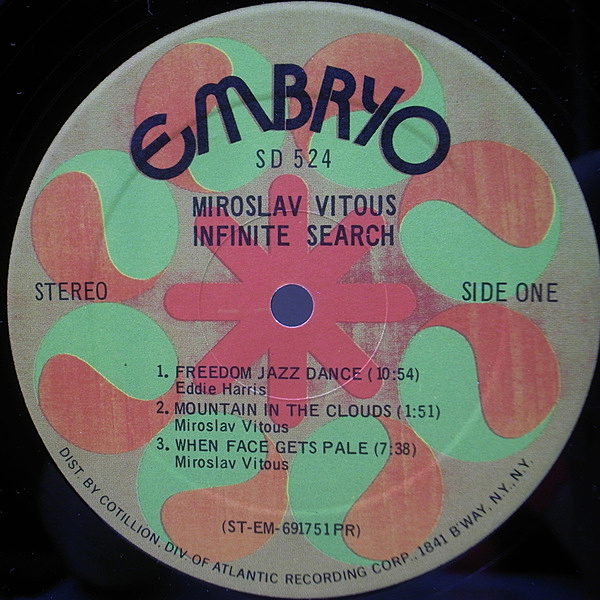 EMBRYO
SD 524
MIROSLAV VITOUS
INFINITE SEARCH
STEREO
SIDE ONE
1. FREEDOM JAZZ DANCE (10:54)
Eddie Harris
2. MOUNTAIN IN THE CLOUDS (1:51)
Miroslav Vitous
3. WHEN FACE GETS PALE (7:38)
Miroslav Vitous
(ST-EM-691751PR)
DIST. BY COTILLION, DIV. OF ATLANTIC RECORDING CORP., 1841 B'WAY, N.Y., N.Y.